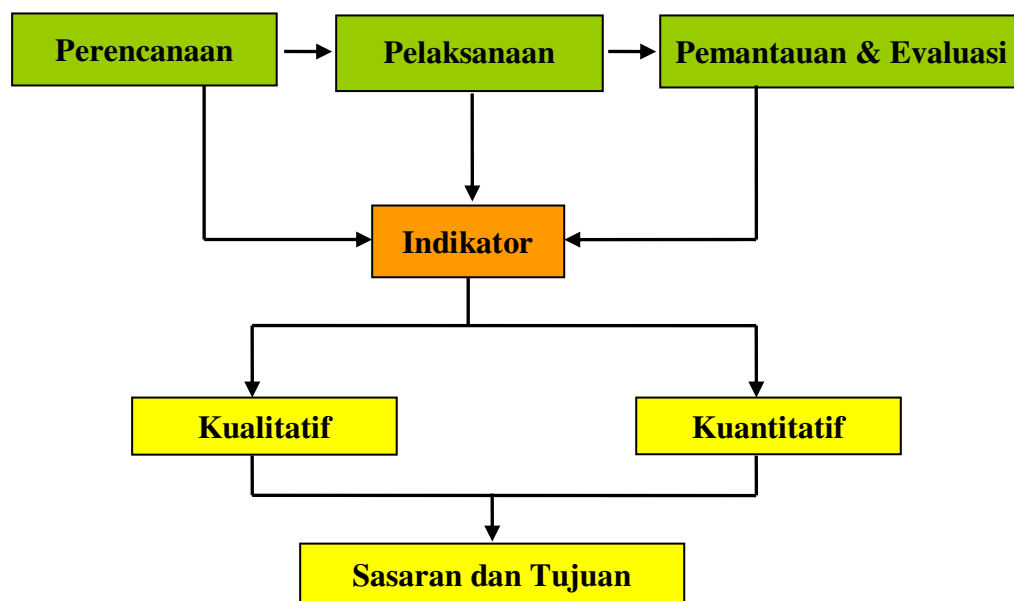 Perencanaan
Pelaksanaan
Pemantauan & Evaluasi
Indikator
Kualitatif
Kuantitatif
Sasaran dan Tujuan